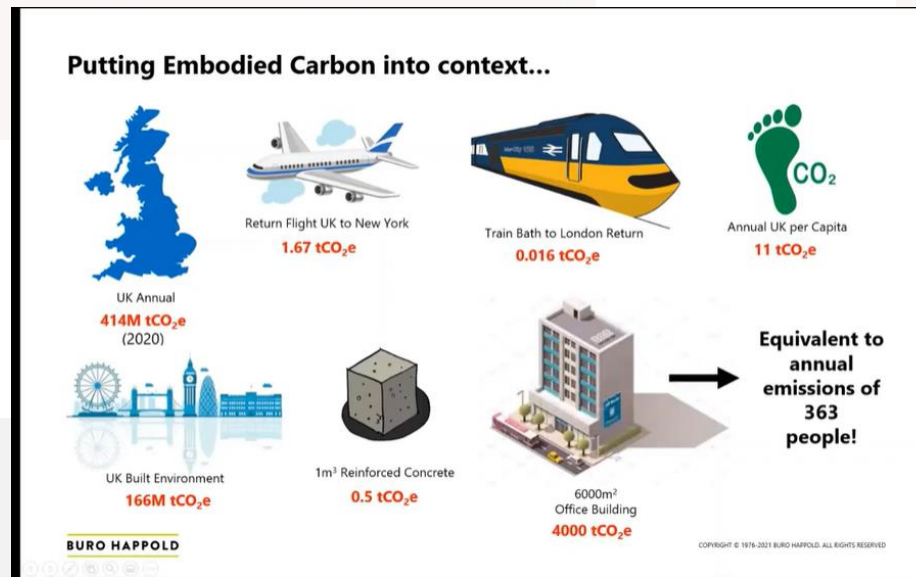 Putting Embodied Carbon into context...
UK Annual
414M tCO₂e
(2020)
Return Flight UK to New York
1.67 tCO₂e
Train Bath to London Return
0.016 tCO₂e
CO₂
Annual UK per Capita
11 tCO₂e
UK Built Environment
166M tCO₂e
1m³ Reinforced Concrete
0.5 tCO₂e
6000m²
Office Building
4000 tCO₂e
Equivalent to
annual
emissions of
363
people!
BURO HAPPOLD
COPYRIGHT © 1976-2021 BURO HAPPOLD. ALL RIGHTS RESERVED